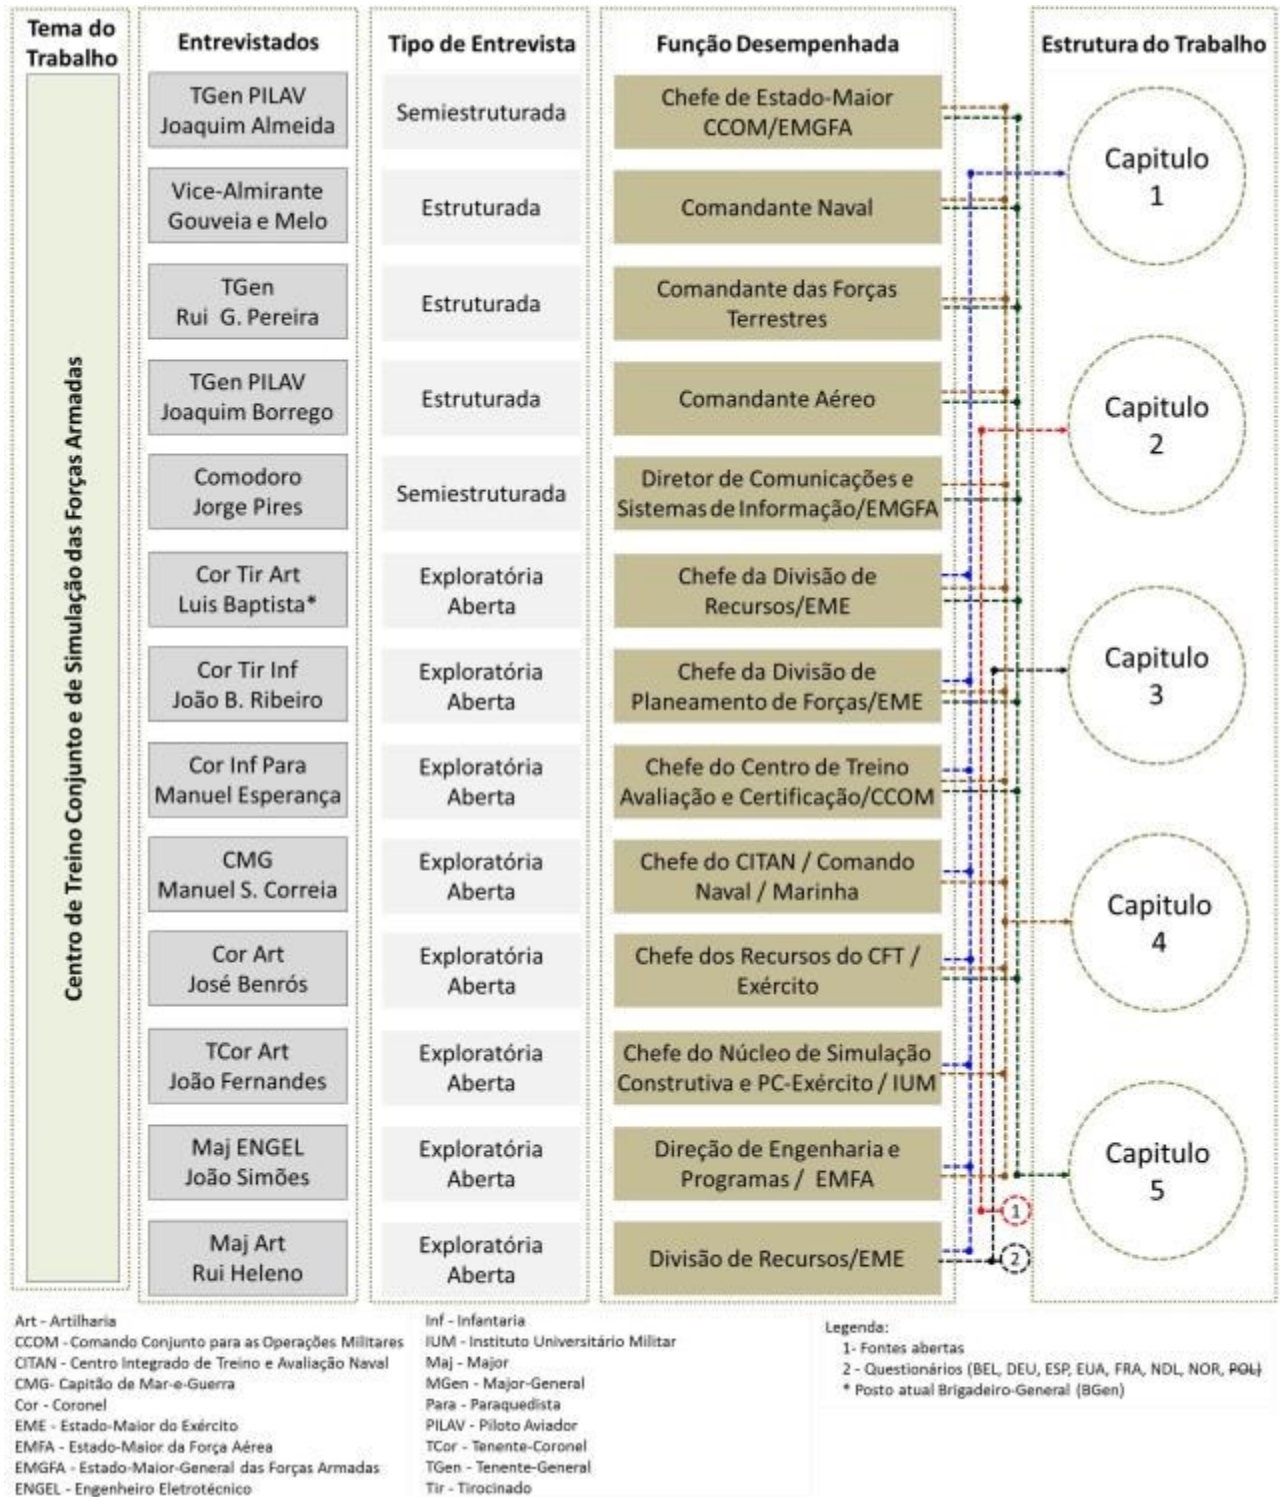 Tema do
Trabalho
Entrevistados
Tipo de Entrevista
Função Desempenhada
Estrutura do Trabalho
Centro de Treino Conjunto e de Simulação das Forças Armadas
TGen PILAV
Joaquim Almeida
Semiestruturada
Chefe de Estado-Maior
CCOM/EMGFA
Vice-Almirante
Gouveia e Melo
Estruturada
Comandante Naval
TGen
Rui G. Pereira
Estruturada
Comandante das Forças
Terrestres
TGen PILAV
Joaquim Borrego
Estruturada
Comandante Aéreo
Comodoro
Jorge Pires
Semiestruturada
Diretor de Comunicações e
Sistemas de Informação/EMGFA
Cor Tir Art
Luis Baptista*
Exploratória
Aberta
Chefe da Divisão de
Recursos/EME
Cor Tir Inf
João B. Ribeiro
Exploratória
Aberta
Chefe da Divisão de
Planeamento de Forças/EME
Cor Inf Para
Manuel Esperança
Exploratória
Aberta
Chefe do Centro de Treino
Avaliação e Certificação/CCOM
CMG
Manuel S. Correia
Exploratória
Aberta
Chefe do CITAN / Comando
Naval / Marinha
Cor Art
José Benrós
Exploratória
Aberta
Chefe dos Recursos do CFT /
Exército
TCor Art
João Fernandes
Exploratória
Aberta
Chefe do Núcleo de Simulação
Construtiva e PC-Exército / IUM
Maj ENGEL
João Simões
Exploratória
Aberta
Direção de Engenharia e
Programas / EMFA
Maj Art
Rui Heleno
Exploratória
Aberta
Divisão de Recursos/EME
Capitulo
1
Capitulo
2
Capitulo
3
Capitulo
4
Capitulo
5
1
2
Art - Artilharia
CCOM - Comando Conjunto para as Operações Militares
CITAN - Centro Integrado de Treino e Avaliação Naval
CMG- Capitão de Mar-e-Guerra
Cor - Coronel
EME - Estado-Maior do Exército
EMFA - Estado-Maior da Força Aérea
EMGFA - Estado-Maior-General das Forças Armadas
ENGEL - Engenheiro Eletrotécnico
Inf - Infantaria
IUM - Instituto Universitário Militar
Maj - Major
MGen - Major-General
Para - Paraquedista
PILAV - Piloto Aviador
TCor - Tenente-Coronel
TGen - Tenente-General
Tir - Tirocinado
Legenda:
1- Fontes abertas
2 - Questionários (BEL, DEU, ESP, EUA, FRA, NDL, NOR, POL)
* Posto atual Brigadeiro-General (BGen)